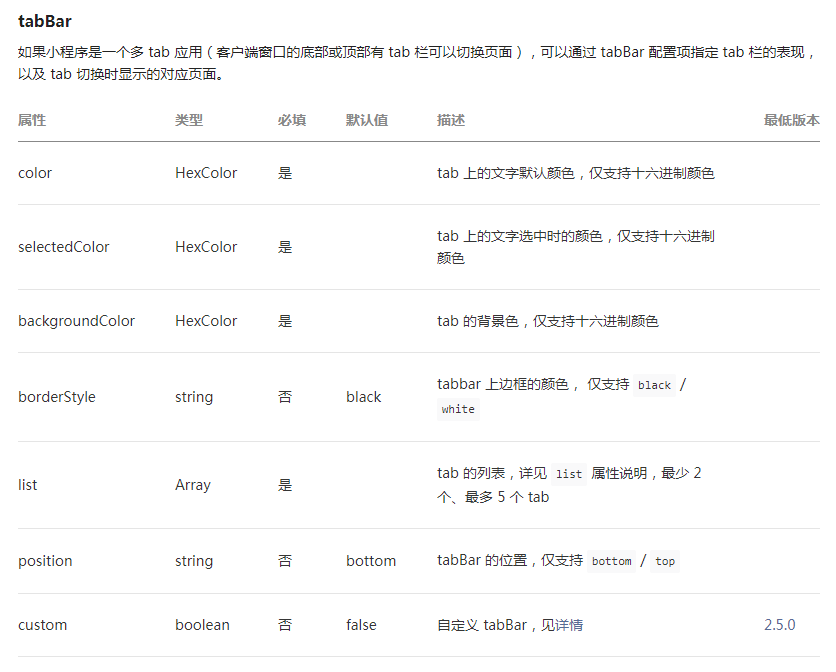 tabBar
如果小程序是一个多 tab 应用（客户端窗口的底部或顶部有 tab 栏可以切换页面），可以通过 tabBar 配置项指定 tab 栏的表现，
以及 tab 切换时显示的对应页面。
属性 类型 必填 默认值 描述 最低版本
color HexColor 是 tab 上的文字默认颜色，仅支持十六进制颜色
selectedColor HexColor 是 tab 上的文字选中时的颜色，仅支持十六进制
颜色
backgroundColor HexColor 是 tab 的背景色，仅支持十六进制颜色
borderStyle string 否 black tabbar 上边框的颜色， 仅支持 black /
white
list Array 是 tab 的列表，详见 list 属性说明，最少 2
个、最多 5 个 tab
position string 否 bottom tabBar 的位置，仅支持 bottom / top
custom boolean 否 false 自定义 tabBar，见详情 2.5.0